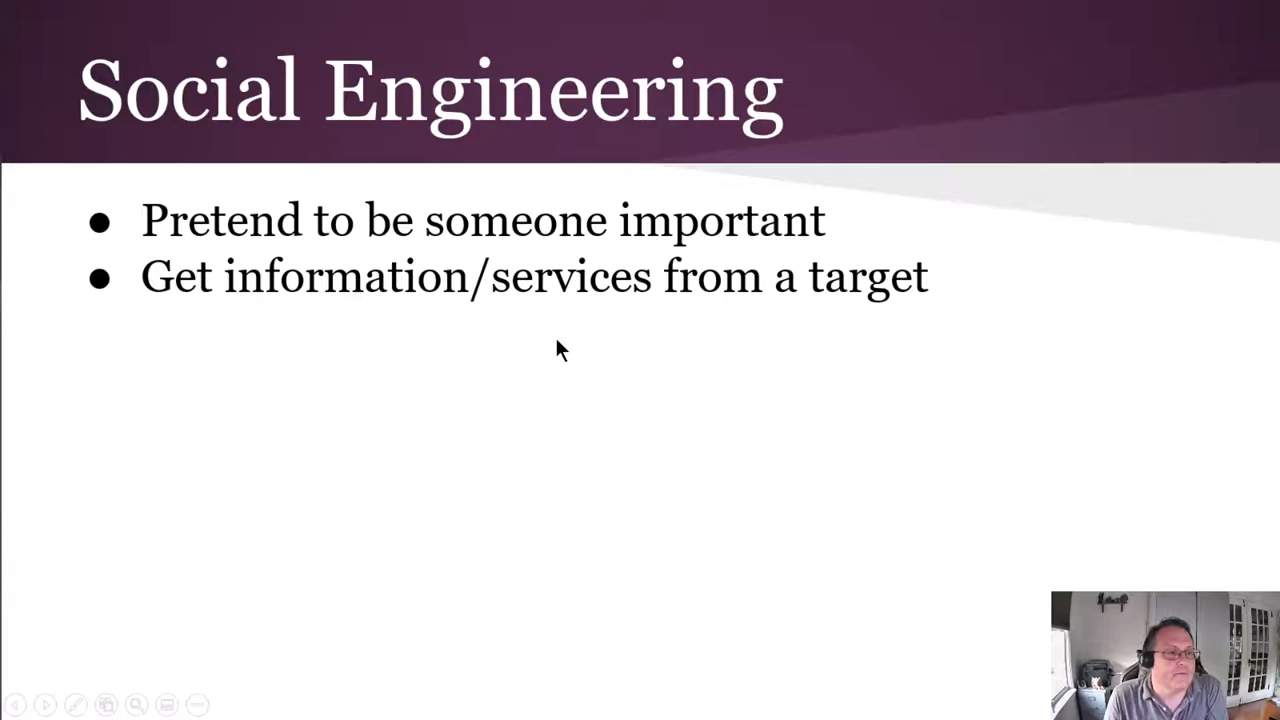 Social Engineering
● Pretend to be someone important
● Get information/services from a target